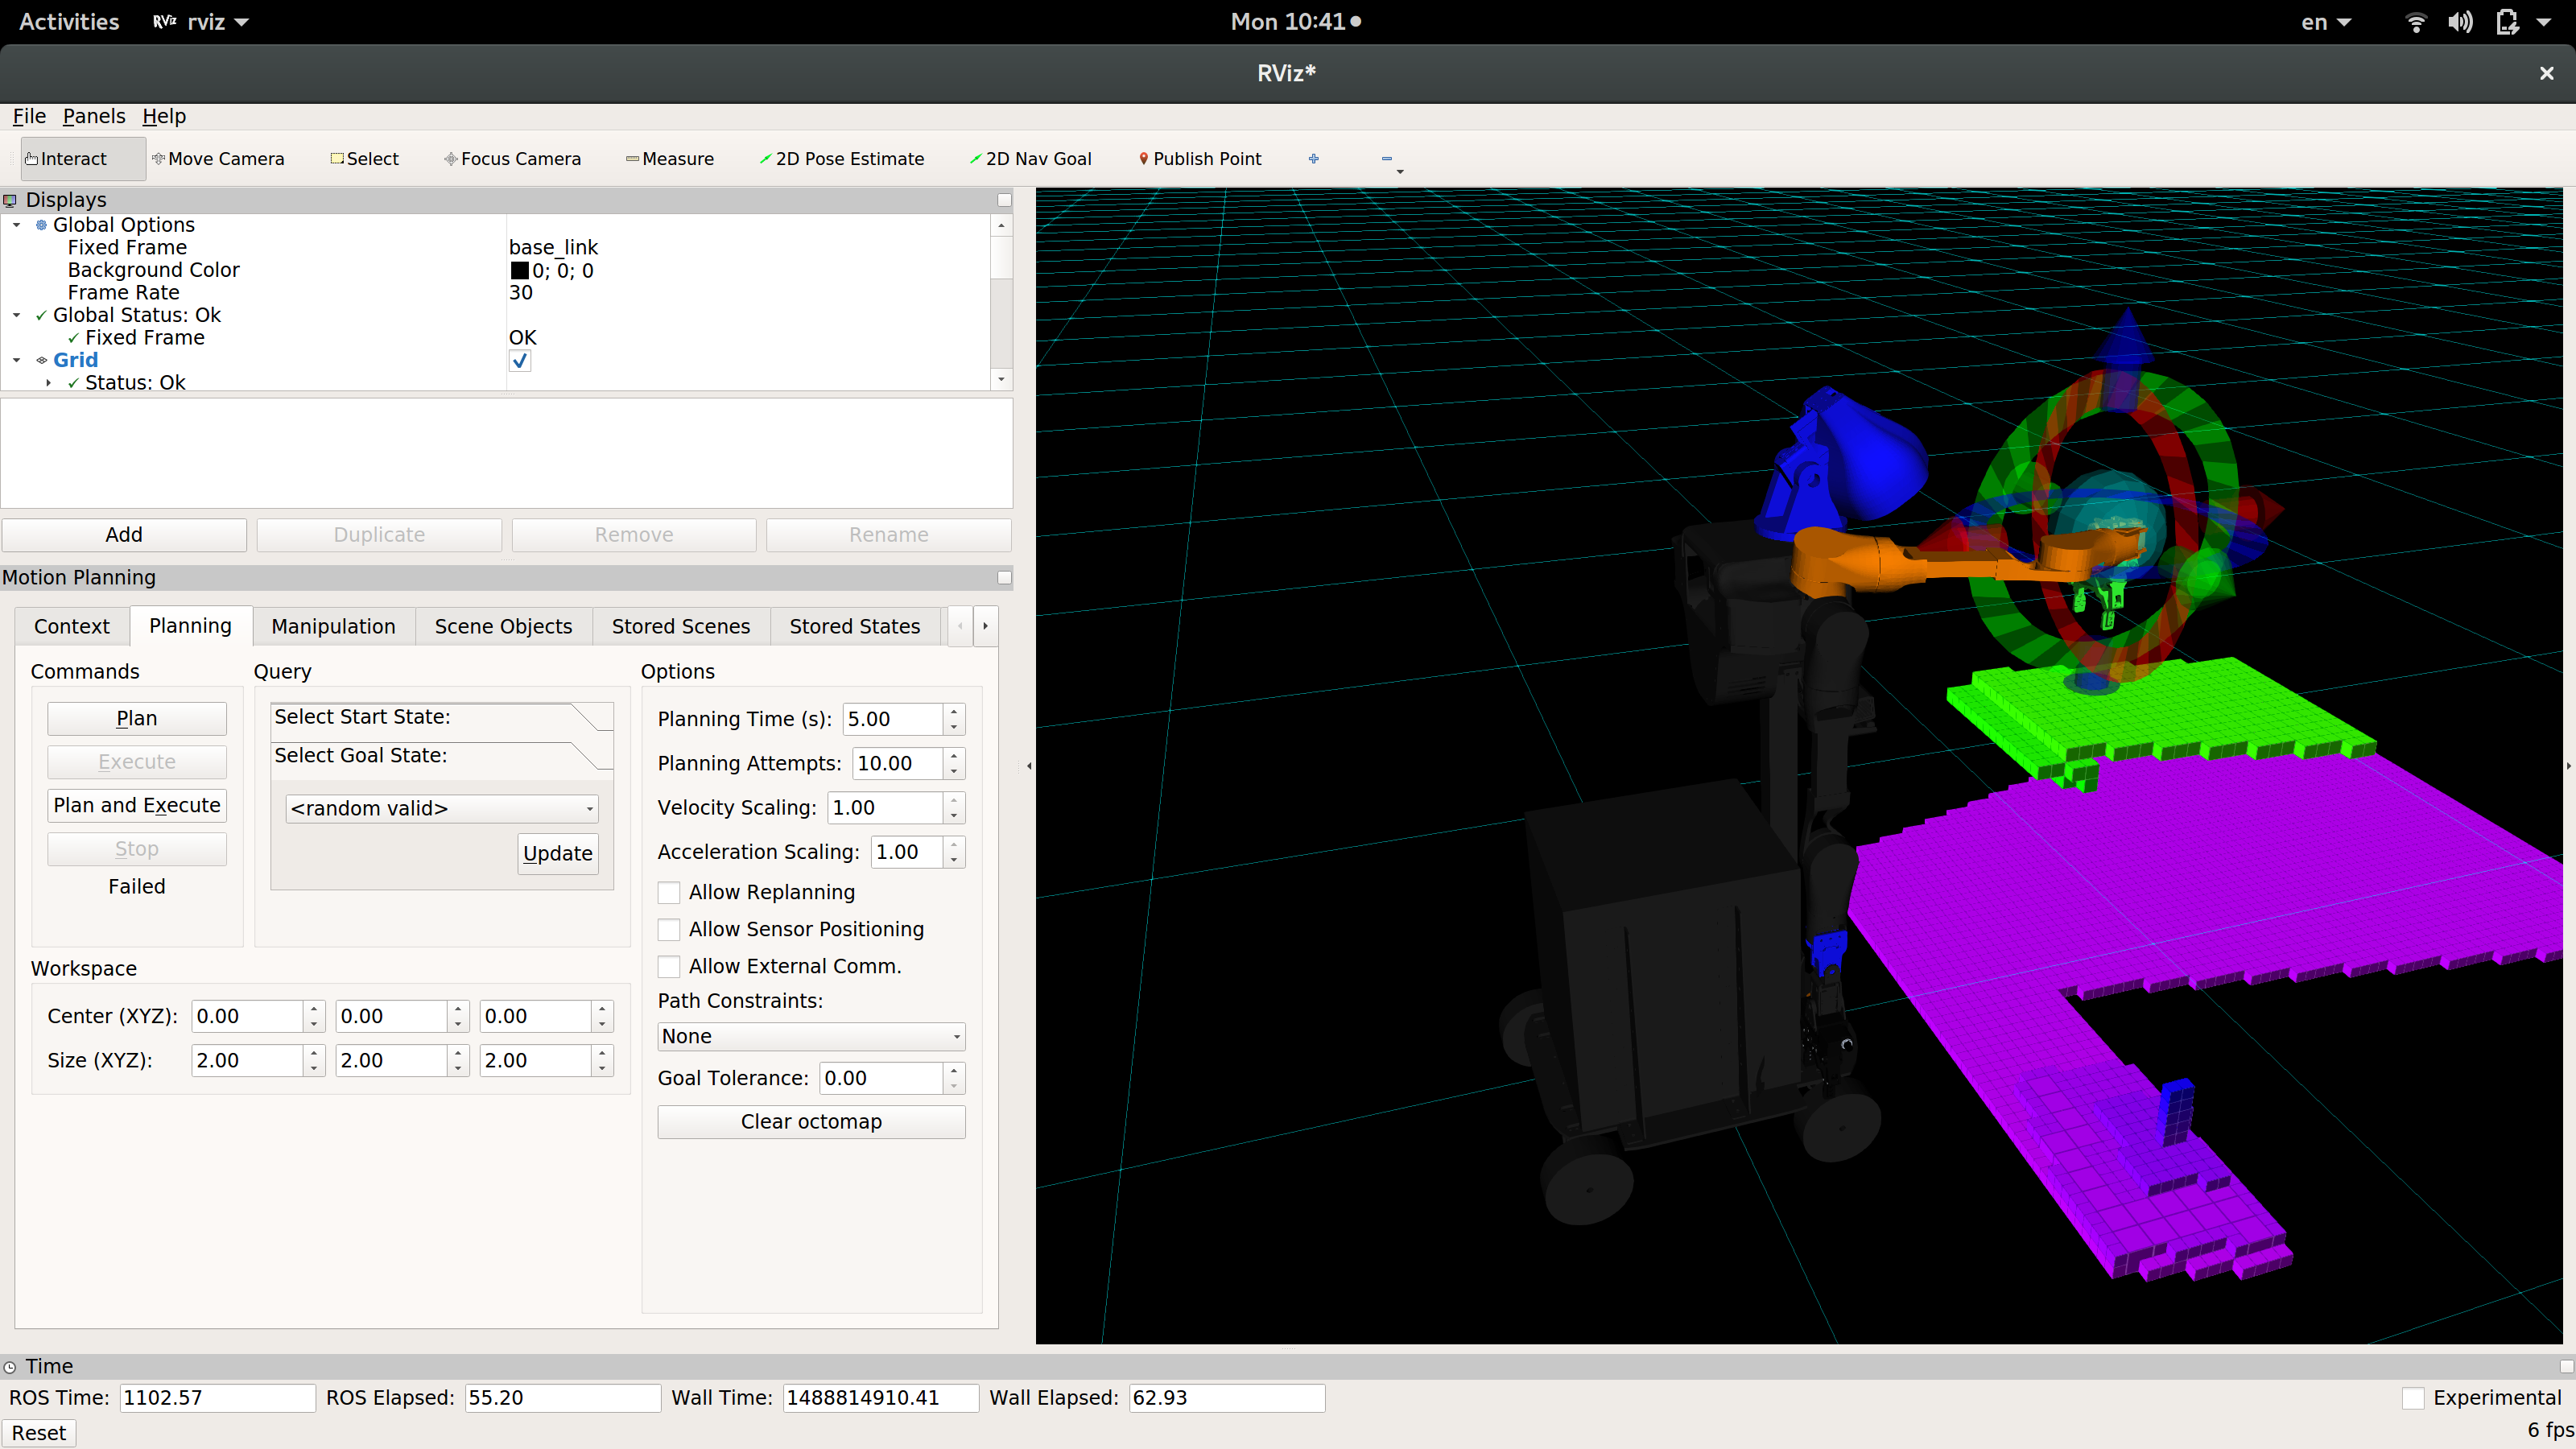 Activities RViz rviz Mon 10:41 en
RViz*
File Panels Help
Interact Move Camera Select Focus Camera Measure 2D Pose Estimate 2D Nav Goal Publish Point
Displays
Global Options
Fixed Frame base_link
Background Color 0; 0; 0
Frame Rate 30
Global Status: Ok
Fixed Frame OK
Grid
Status: Ok
Add Duplicate Remove Rename
Motion Planning
Context Planning Manipulation Scene Objects Stored Scenes Stored States
Commands
Plan
Execute
Plan and Execute
Stop
Failed
Query
Select Start State:
Select Goal State:
<random valid>
Update
Workspace
Center (XYZ): 0.00 0.00 0.00
Size (XYZ): 2.00 2.00 2.00
Options
Planning Time (s): 5.00
Planning Attempts: 10.00
Velocity Scaling: 1.00
Acceleration Scaling: 1.00
Allow Replanning
Allow Sensor Positioning
Allow External Comm.
Path Constraints:
None
Goal Tolerance: 0.00
Clear octomap
Time
ROS Time: 1102.57 ROS Elapsed: 55.20 Wall Time: 1488814910.41 Wall Elapsed: 62.93 Experimental
Reset 6 fps